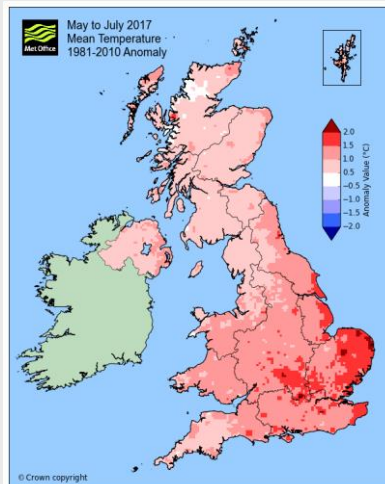 Met Office
May to July 2017
Mean Temperature
1981-2010 Anomaly
2.0
1.5
1.0
0.5
−0.5
−1.0
−1.5
−2.0
Anomaly Value (°C)
© Crown copyright